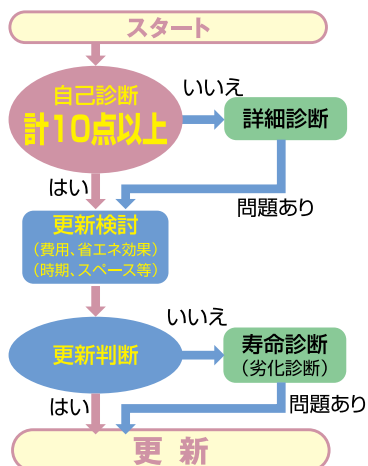 スタート
自己診断
計10点以上
いいえ
詳細診断
はい
問題あり
更新検討
（費用、省エネ効果）
（時期、スペース等）
いいえ
更新判断
寿命診断
（劣化診断）
はい
問題あり
更 新